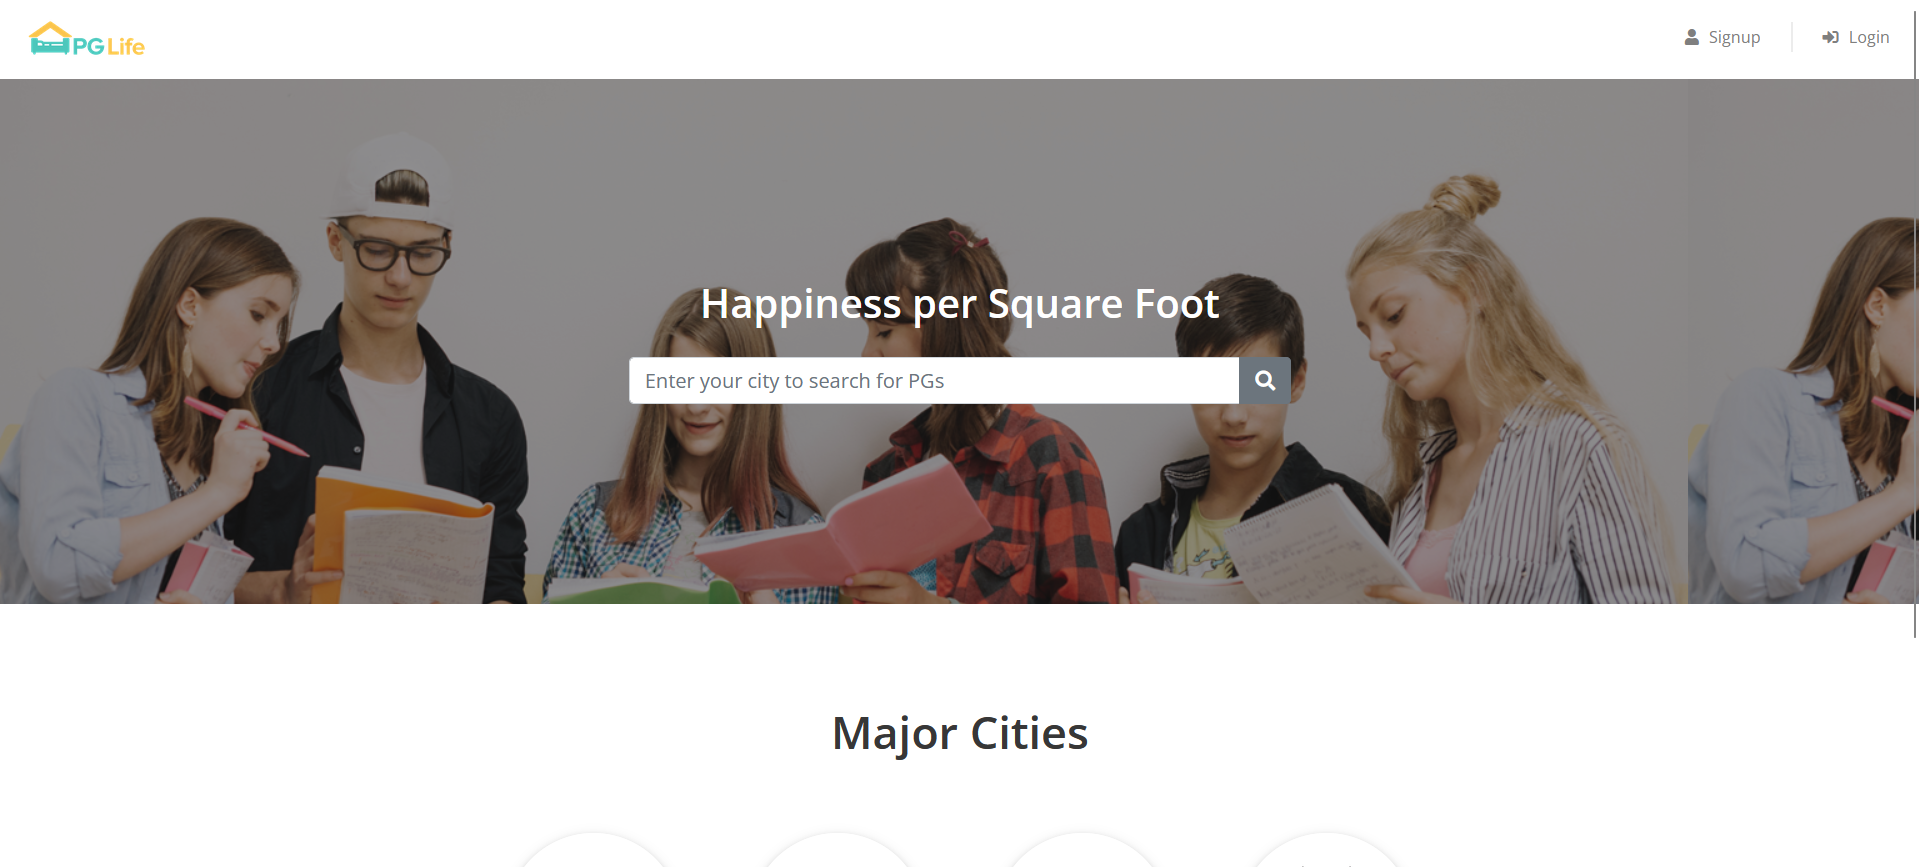 PG Life
Signup
Login
Happiness per Square Foot
Enter your city to search for PGs
Major Cities